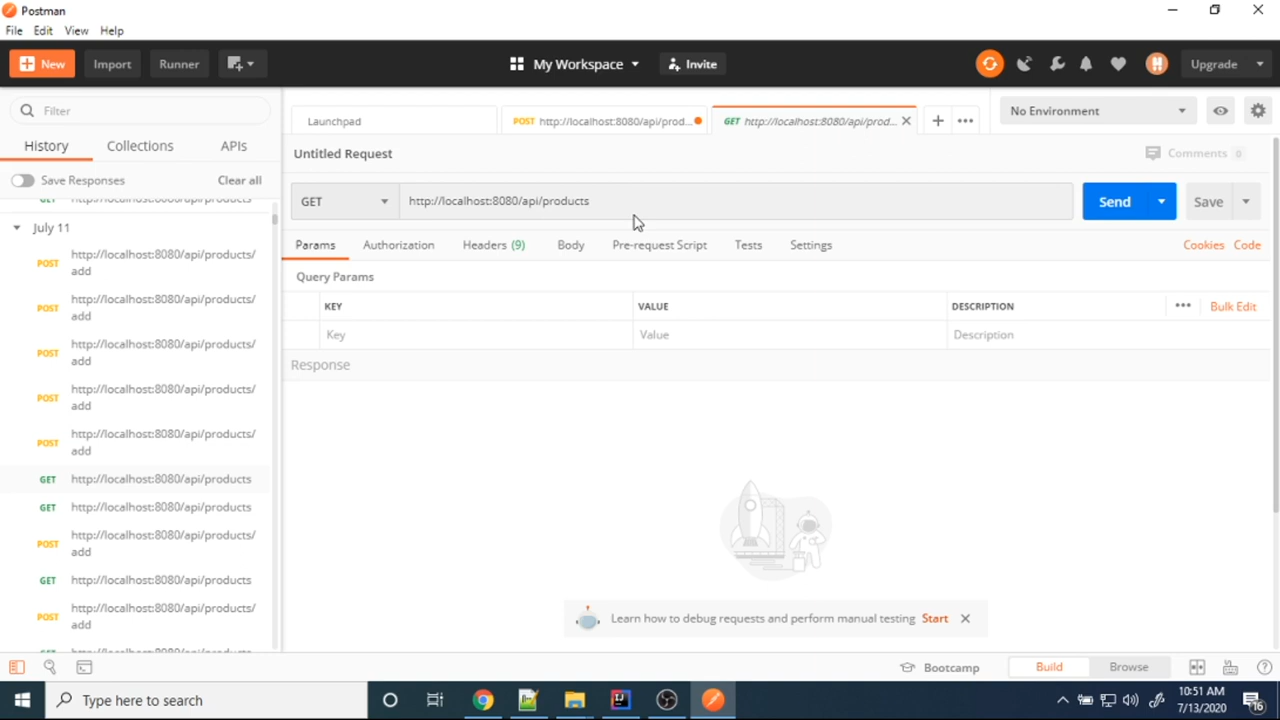 Postman
File Edit View Help
New Import Runner My Workspace Invite Upgrade
Filter
Launchpad
POST http://localhost:8080/api/prod...
GET http://localhost:8080/api/prod...
No Environment
History Collections APIs
Untitled Request
Comments 0
Save Responses Clear all
GET http://localhost:8080/api/products
Send Save
GET http://localhost:8080/api/products
July 11
POST http://localhost:8080/api/products/
add
POST http://localhost:8080/api/products/
add
POST http://localhost:8080/api/products/
add
POST http://localhost:8080/api/products/
add
POST http://localhost:8080/api/products/
add
GET http://localhost:8080/api/products
GET http://localhost:8080/api/products
POST http://localhost:8080/api/products/
add
GET http://localhost:8080/api/products
POST http://localhost:8080/api/products/
add
Params Authorization Headers (9) Body Pre-request Script Tests Settings Cookies Code
Query Params
KEY VALUE DESCRIPTION Bulk Edit
Key Value Description
Response
Learn how to debug requests and perform manual testing Start
Bootcamp Build Browse
Type here to search
10:51 AM
7/13/2020
16